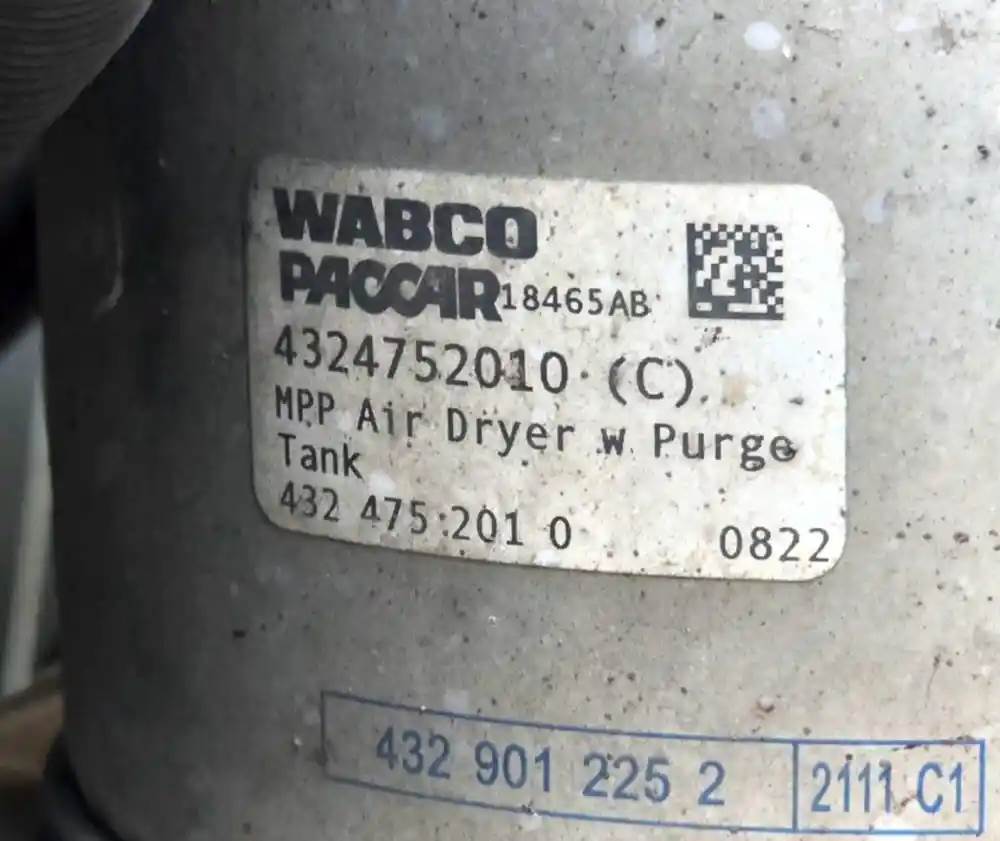 WABCO
PACCAR 18465AB
4324752010 (C)
MPP Air Dryer w Purge
Tank
432 475 201 0 0822
432 901 225 2 2111 C1